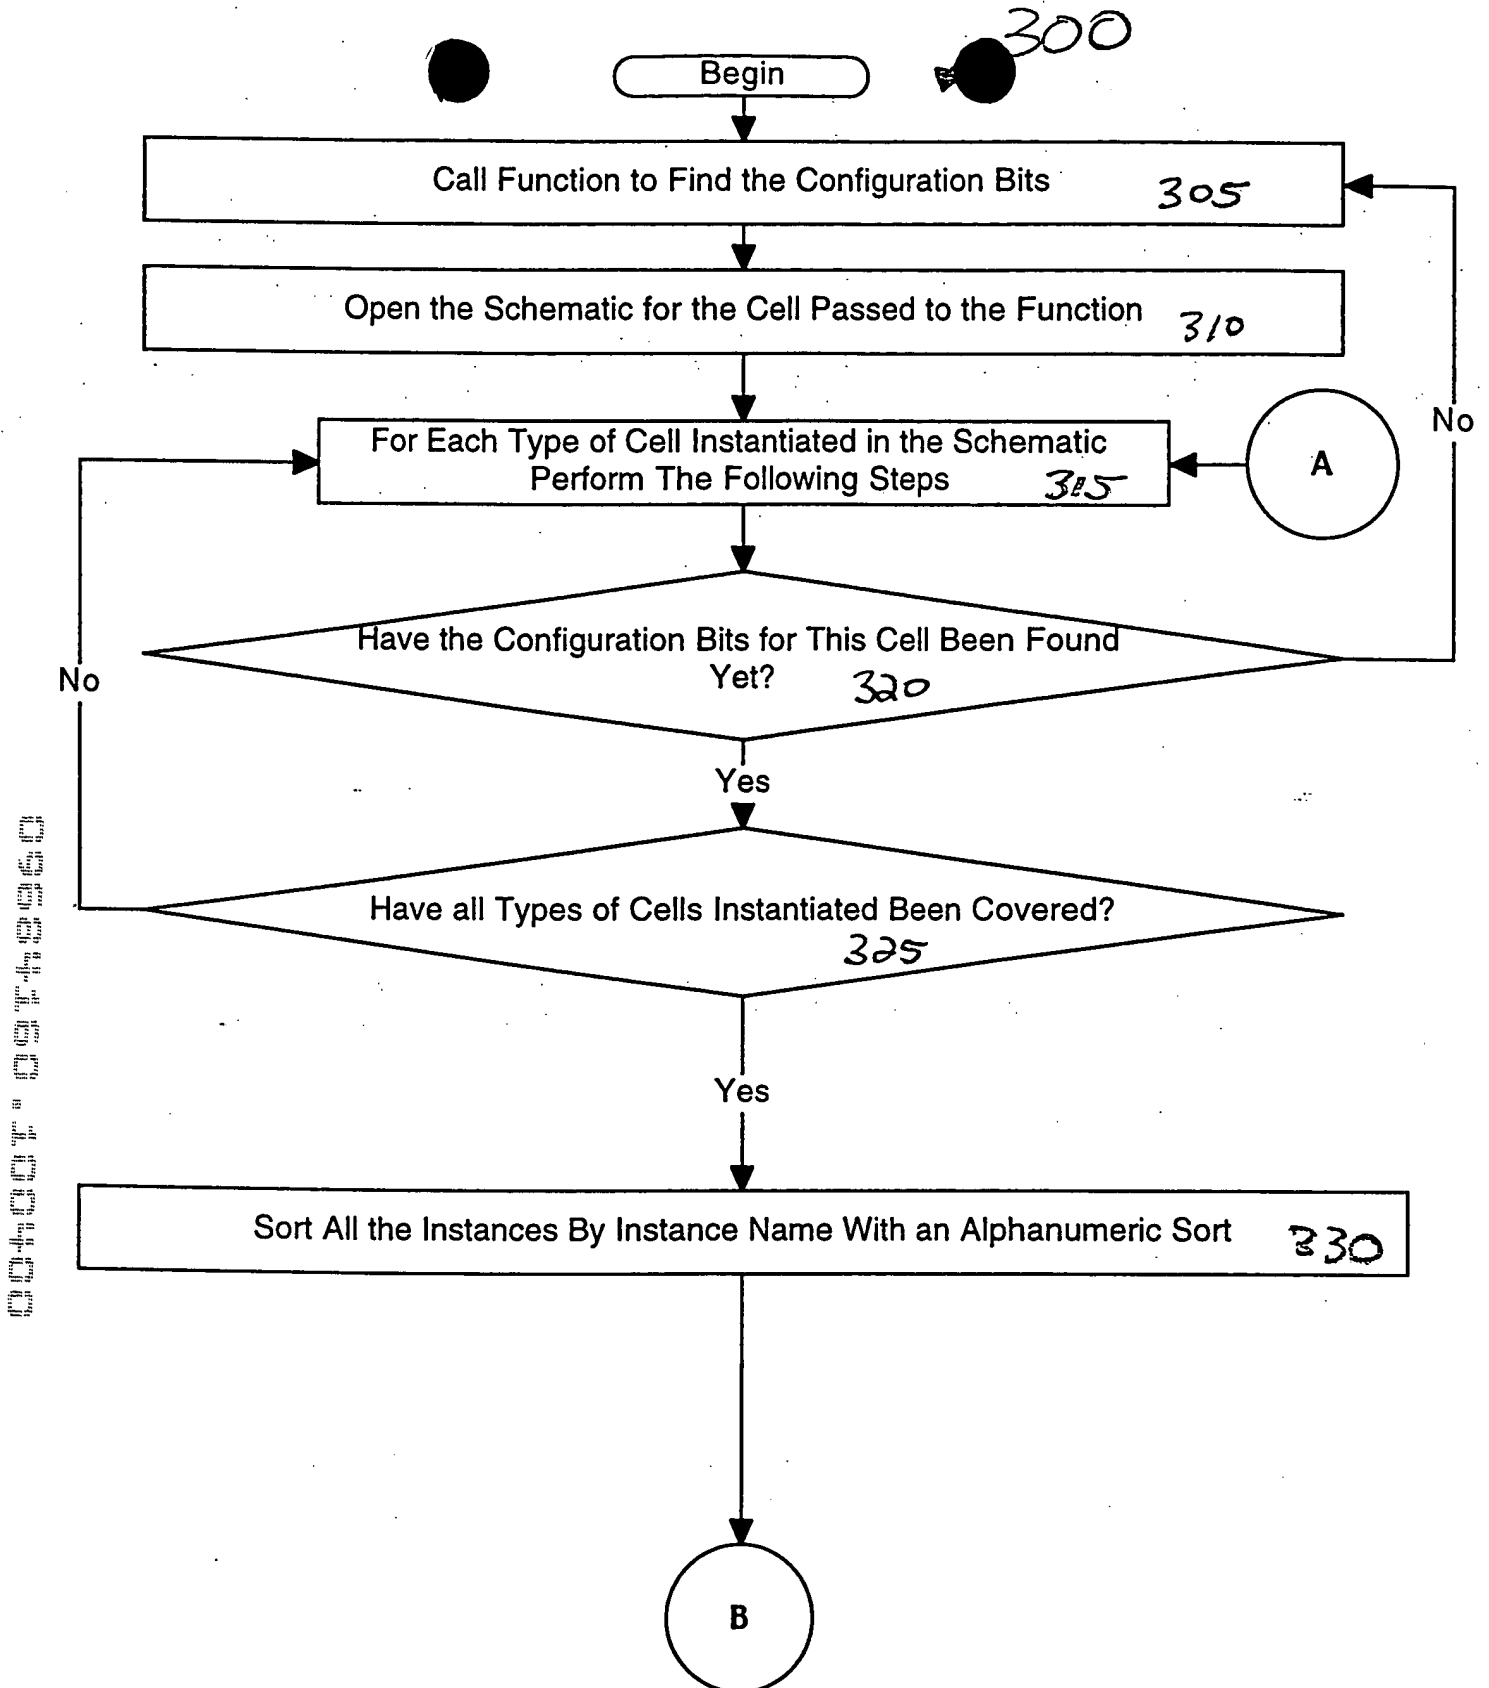 300
Begin
Call Function to Find the Configuration Bits 305
Open the Schematic for the Cell Passed to the Function 310
For Each Type of Cell Instantiated in the Schematic
Perform The Following Steps 315
A
No
Have the Configuration Bits for This Cell Been Found
Yet? 320
No
Yes
Have all Types of Cells Instantiated Been Covered?
325
Yes
Sort All the Instances By Instance Name With an Alphanumeric Sort 330
B
09684160.100400